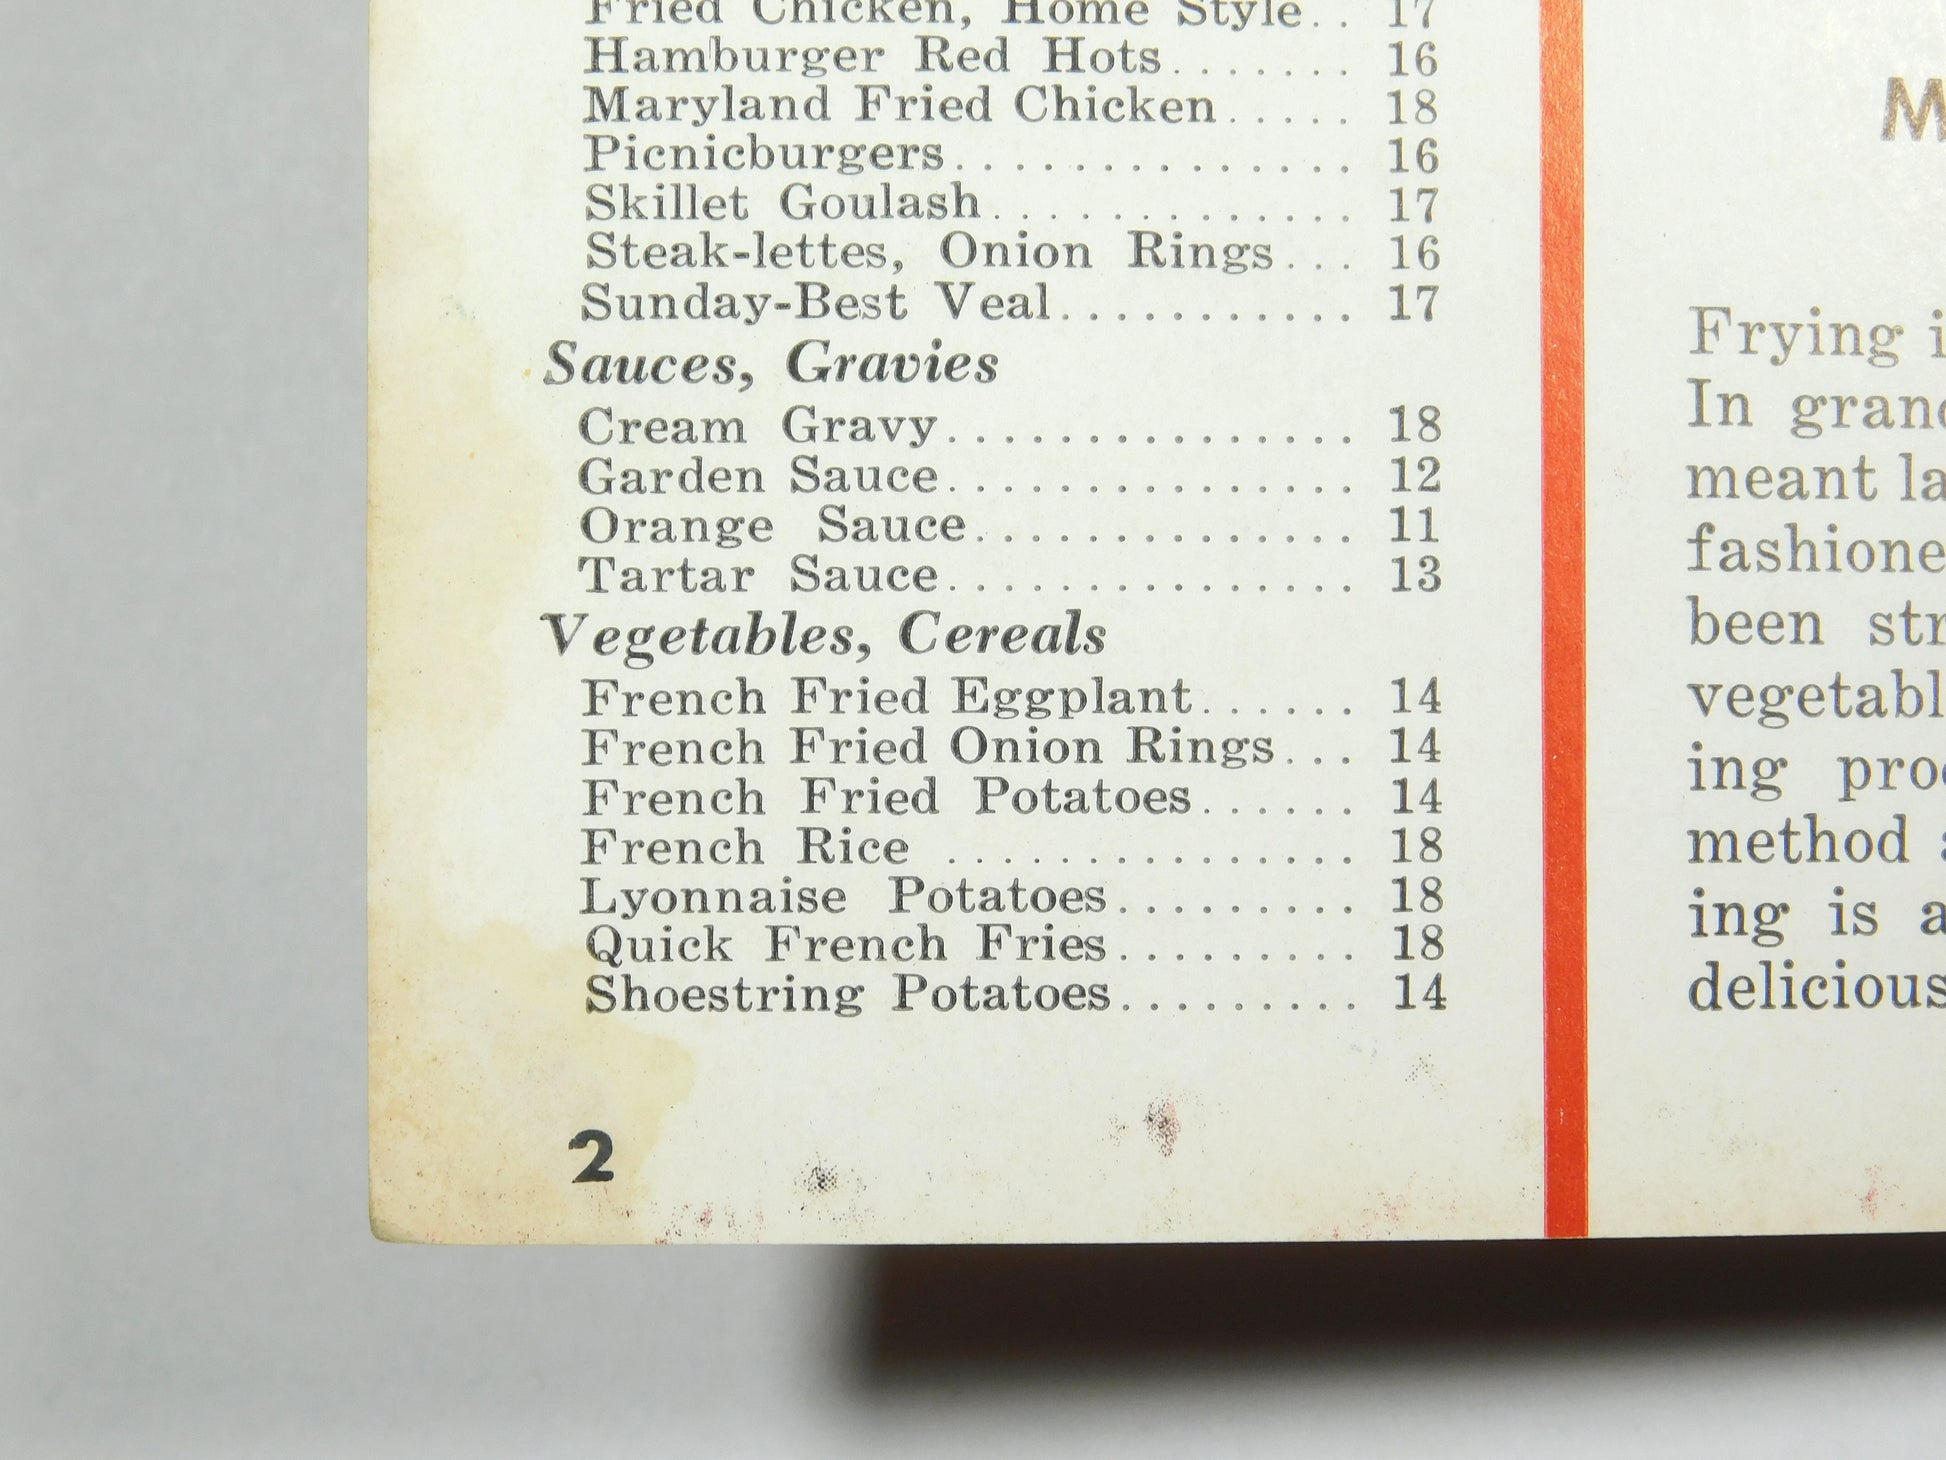 Fried Chicken, Home Style.. 17
Hamburger Red Hots....... 16
Maryland Fried Chicken..... 18
Picnicburgers.............. 16
Skillet Goulash............. 17
Steak-lettes, Onion Rings... 16
Sunday-Best Veal........... 17
Sauces, Gravies
Cream Gravy............... 18
Garden Sauce............... 12
Orange Sauce.............. 11
Tartar Sauce............... 13
Vegetables, Cereals
French Fried Eggplant...... 14
French Fried Onion Rings... 14
French Fried Potatoes...... 14
French Rice ............... 18
Lyonnaise Potatoes......... 18
Quick French Fries......... 18
Shoestring Potatoes......... 14
2
Frying
In
meant
fashione
been
vegetabl
ing
method
ing is
delicious